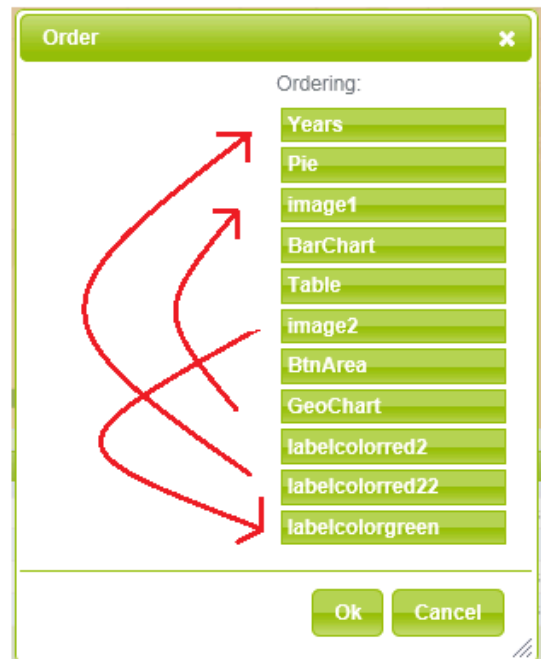 Order
Ordering:
Years
Pie
image1
BarChart
Table
image2
BtnArea
GeoChart
labelcolorred2
labelcolorred22
labelcolorgreen
Ok
Cancel